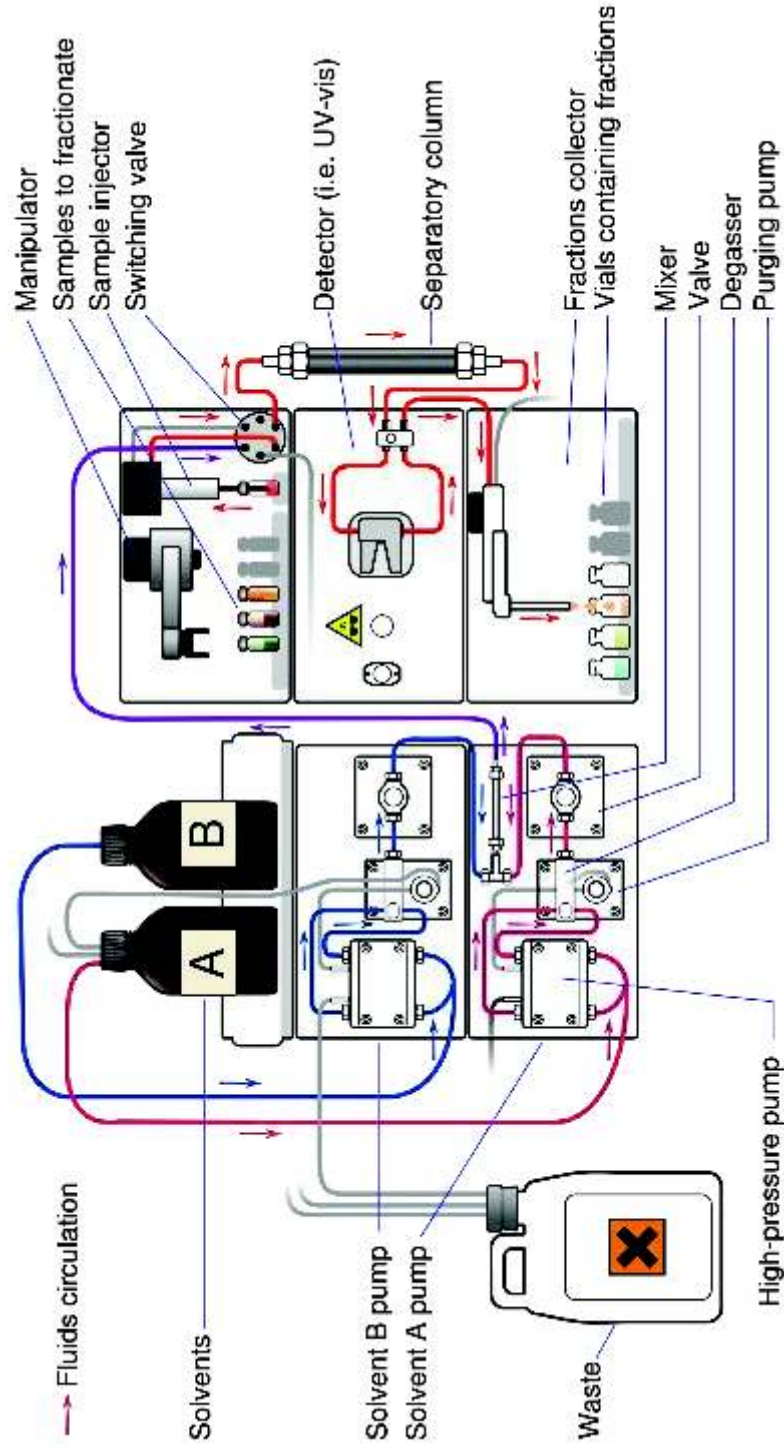 Fluids circulation
Solvents
A
B
Solvent B pump
Solvent A pump
Waste
High-pressure pump
Manipulator
Samples to fractionate
Sample injector
Switching valve
Detector (i.e. UV-vis)
Separatory column
Fractions collector
Vials containing fractions
Mixer
Valve
Degasser
Purging pump